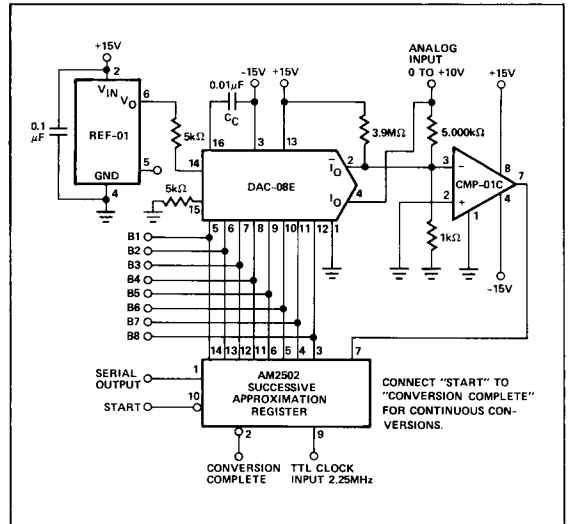 +15V
2
VIN VO
6
REF-01
0.1
μF
5
GND
4
5kΩ
5kΩ
0.01μF
CC
-15V
+15V
16
3
13
14
15
DAC-08E
IO
2
IO
4
3.9MΩ
ANALOG
INPUT
0 TO +10V
5.000kΩ
1kΩ
+15V
3
-
8
CMP-01C
7
2
+
4
1
-15V
5 6 7 8 9 10 11 12 1
B1
B2
B3
B4
B5
B6
B7
B8
14 13 12 11 6 5 4 3
7
SERIAL
OUTPUT
1
START
10
AM2502
SUCCESSIVE
APPROXIMATION
REGISTER
2
9
CONVERSION
COMPLETE
TTL CLOCK
INPUT 2.25MHz
CONNECT "START" TO
"CONVERSION COMPLETE"
FOR CONTINUOUS CON-
VERSIONS.